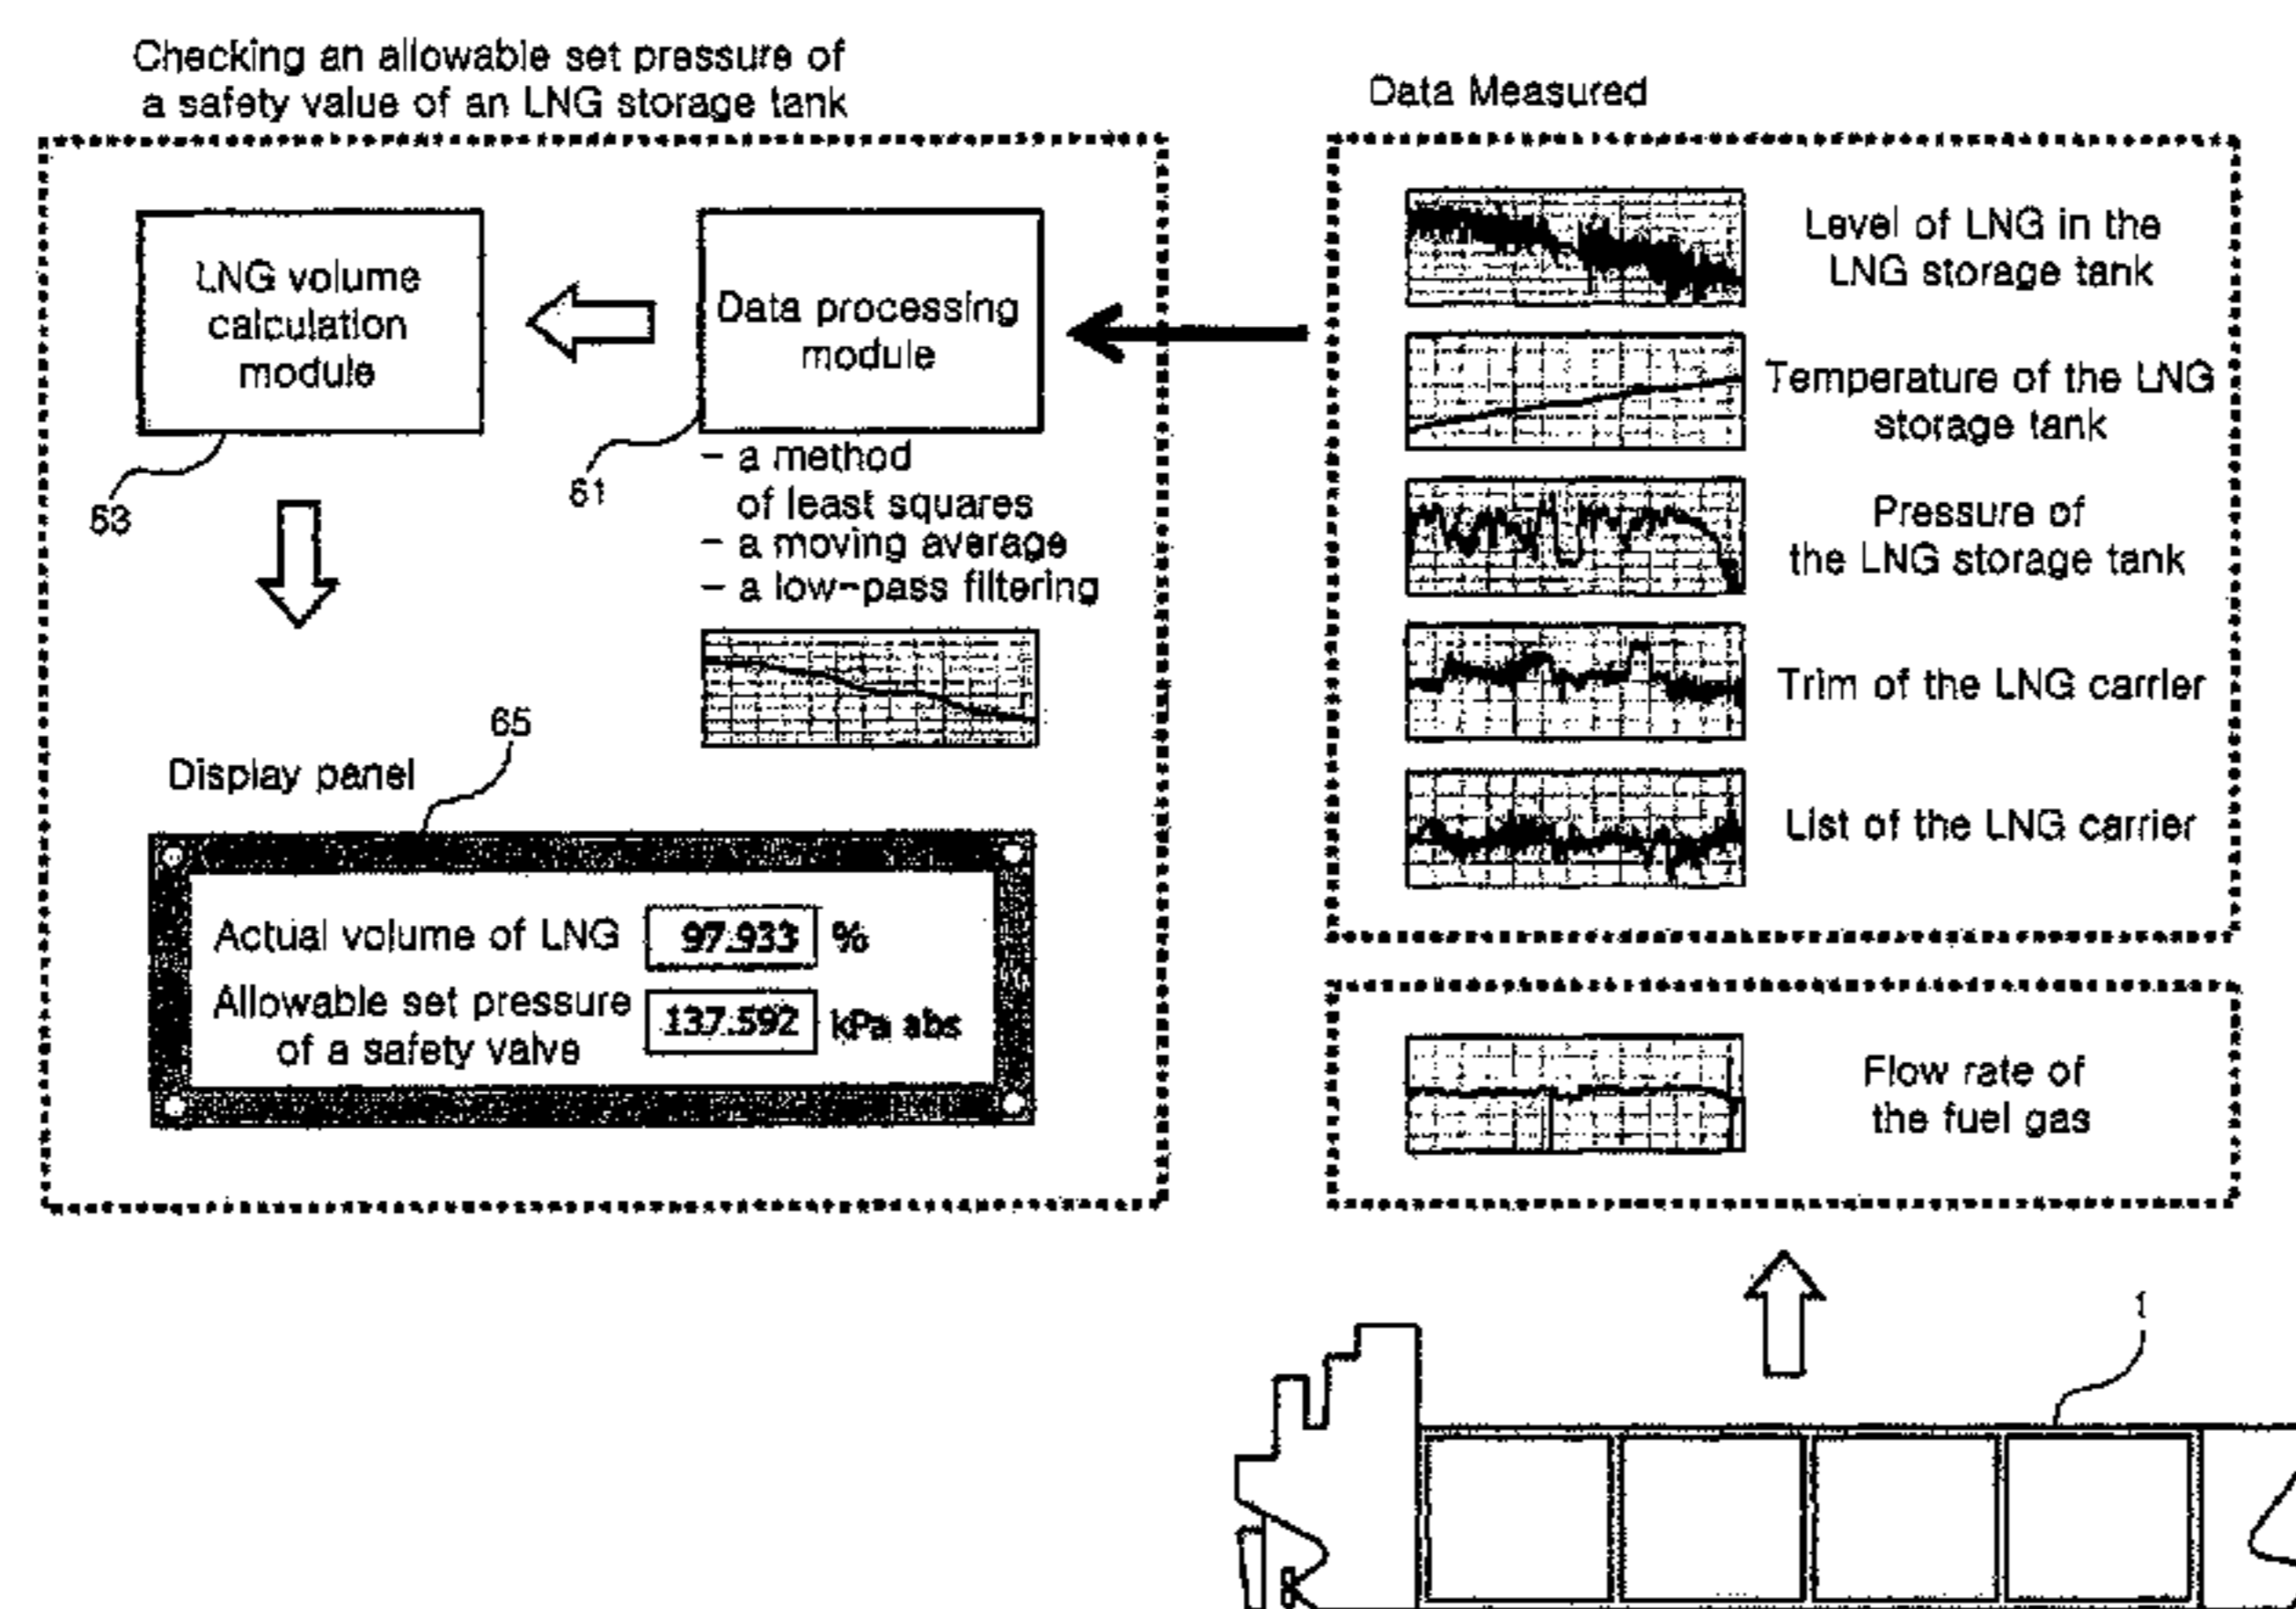 Checking an allowable set pressure of
a safety value of an LNG storage tank
LNG volume
calculation
module
63
Data processing
module
61
- a method
of least squares
- a moving average
- a low-pass filtering
Display panel
65
Actual volume of LNG 97.933 %
Allowable set pressure
of a safety valve
137.592 kPa abs
Data Measured
Level of LNG in the
LNG storage tank
Temperature of the LNG
storage tank
Pressure of
the LNG storage tank
Trim of the LNG carrier
List of the LNG carrier
Flow rate of
the fuel gas
1